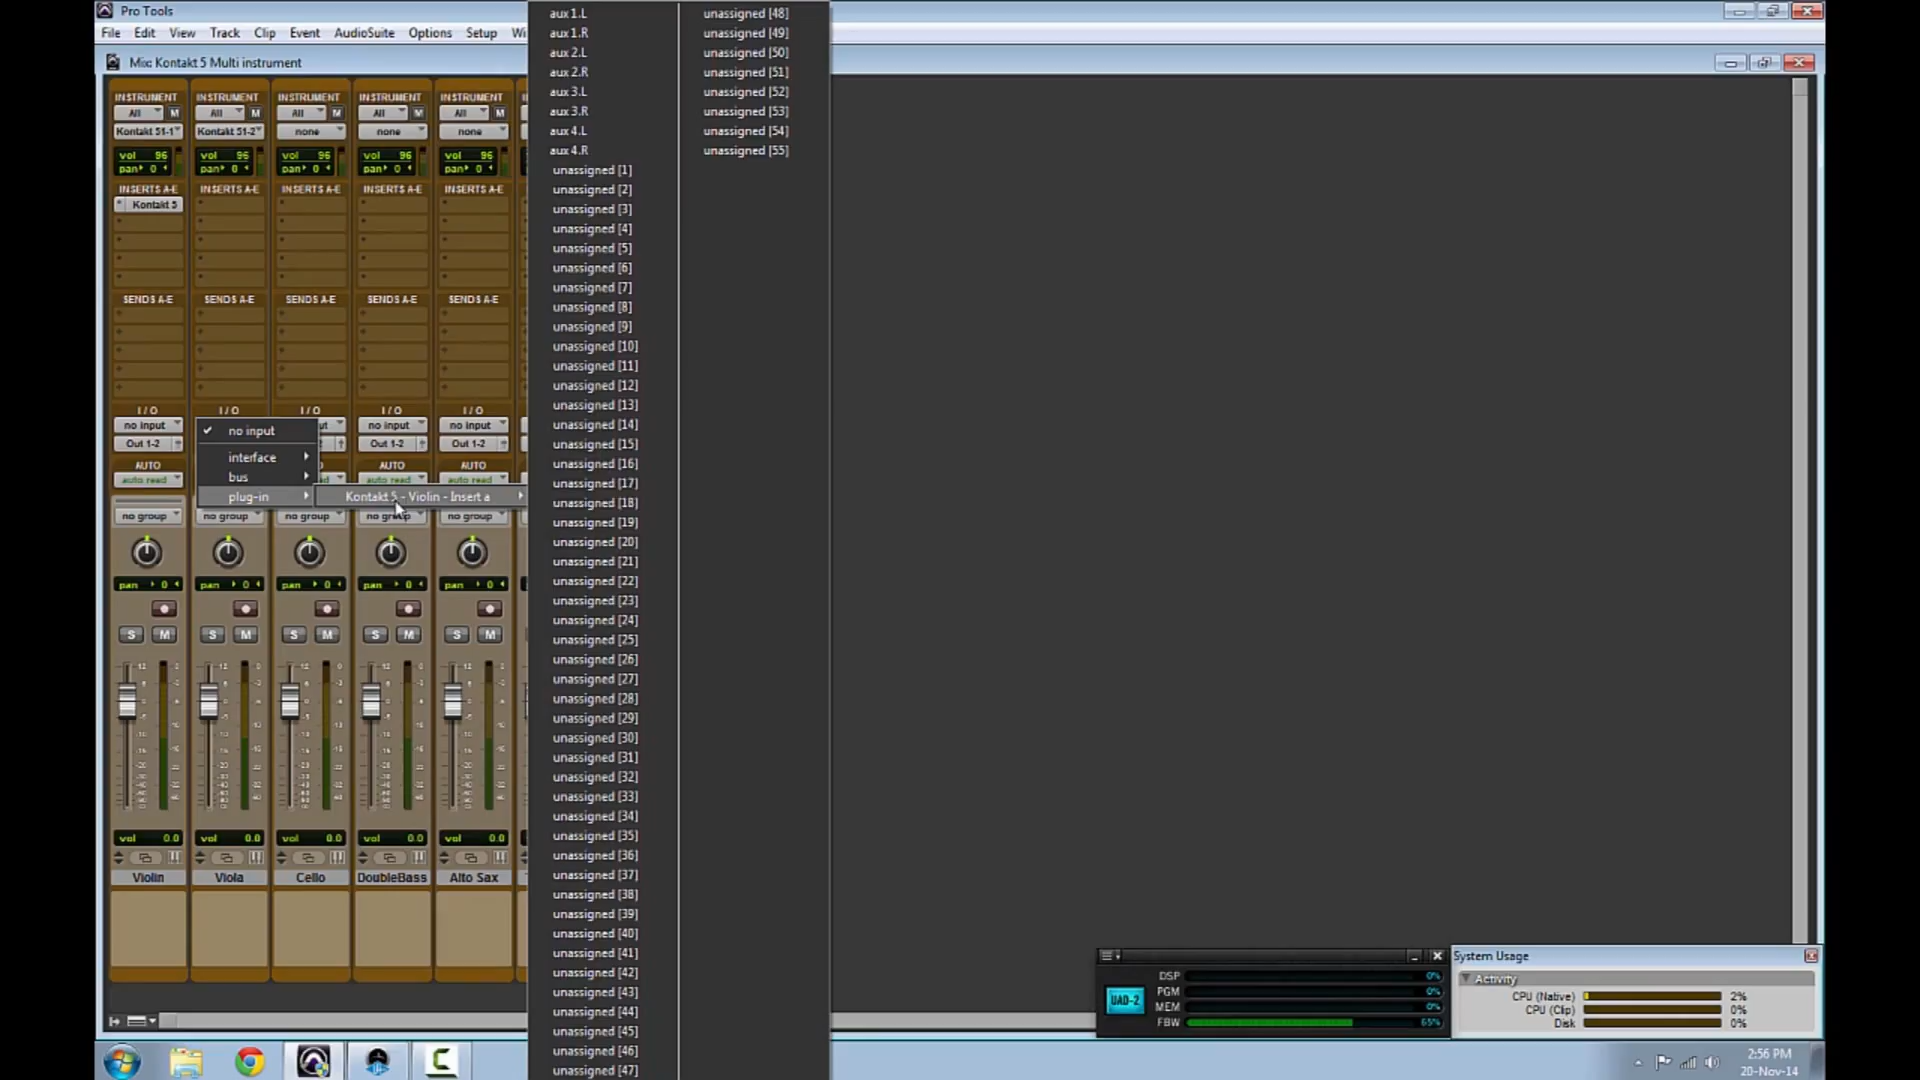 Pro Tools
File Edit View Track Clip Event AudioSuite Options Setup Wi
Mix: Kontakt 5 Multi instrument
INSTRUMENT INSTRUMENT INSTRUMENT INSTRUMENT INSTRUMENT
All M All M All M All M All M
Kontakt 51-1 Kontakt 51-2 none none none
vol 96 vol 96 vol 96 vol 96 vol 96
pan 0 pan 0 pan 0 pan 0 pan 0
INSERTS A-E INSERTS A-E INSERTS A-E INSERTS A-E INSERTS A-E
Kontakt 5
SENDS A-E SENDS A-E SENDS A-E SENDS A-E SENDS A-E
I / O I / O I / O I / O I / O
no input no input no input
Out 1-2 Out 1-2 Out 1-2
AUTO AUTO AUTO
auto read auto read auto read
no input
interface
bus
plug-in
Kontakt 5 - Violin - Insert a
no group no group no group no group no group
pan 0 pan 0 pan 0 pan 0 pan 0
S M S M S M S M S M
vol 0.0 vol 0.0 vol 0.0 vol 0.0 vol 0.0
Violin Viola Cello DoubleBass Alto Sax
aux 1.L
aux 1.R
aux 2.L
aux 2.R
aux 3.L
aux 3.R
aux 4.L
aux 4.R
unassigned [1]
unassigned [2]
unassigned [3]
unassigned [4]
unassigned [5]
unassigned [6]
unassigned [7]
unassigned [8]
unassigned [9]
unassigned [10]
unassigned [11]
unassigned [12]
unassigned [13]
unassigned [14]
unassigned [15]
unassigned [16]
unassigned [17]
unassigned [18]
unassigned [19]
unassigned [20]
unassigned [21]
unassigned [22]
unassigned [23]
unassigned [24]
unassigned [25]
unassigned [26]
unassigned [27]
unassigned [28]
unassigned [29]
unassigned [30]
unassigned [31]
unassigned [32]
unassigned [33]
unassigned [34]
unassigned [35]
unassigned [36]
unassigned [37]
unassigned [38]
unassigned [39]
unassigned [40]
unassigned [41]
unassigned [42]
unassigned [43]
unassigned [44]
unassigned [45]
unassigned [46]
unassigned [47]
unassigned [48]
unassigned [49]
unassigned [50]
unassigned [51]
unassigned [52]
unassigned [53]
unassigned [54]
unassigned [55]
UAD-2
DSP 0%
PGM 0%
MEM 0%
FBW 65%
System Usage
Activity
CPU (Native) 2%
CPU (Clip) 0%
Disk 0%
2:56 PM
20-Nov-14